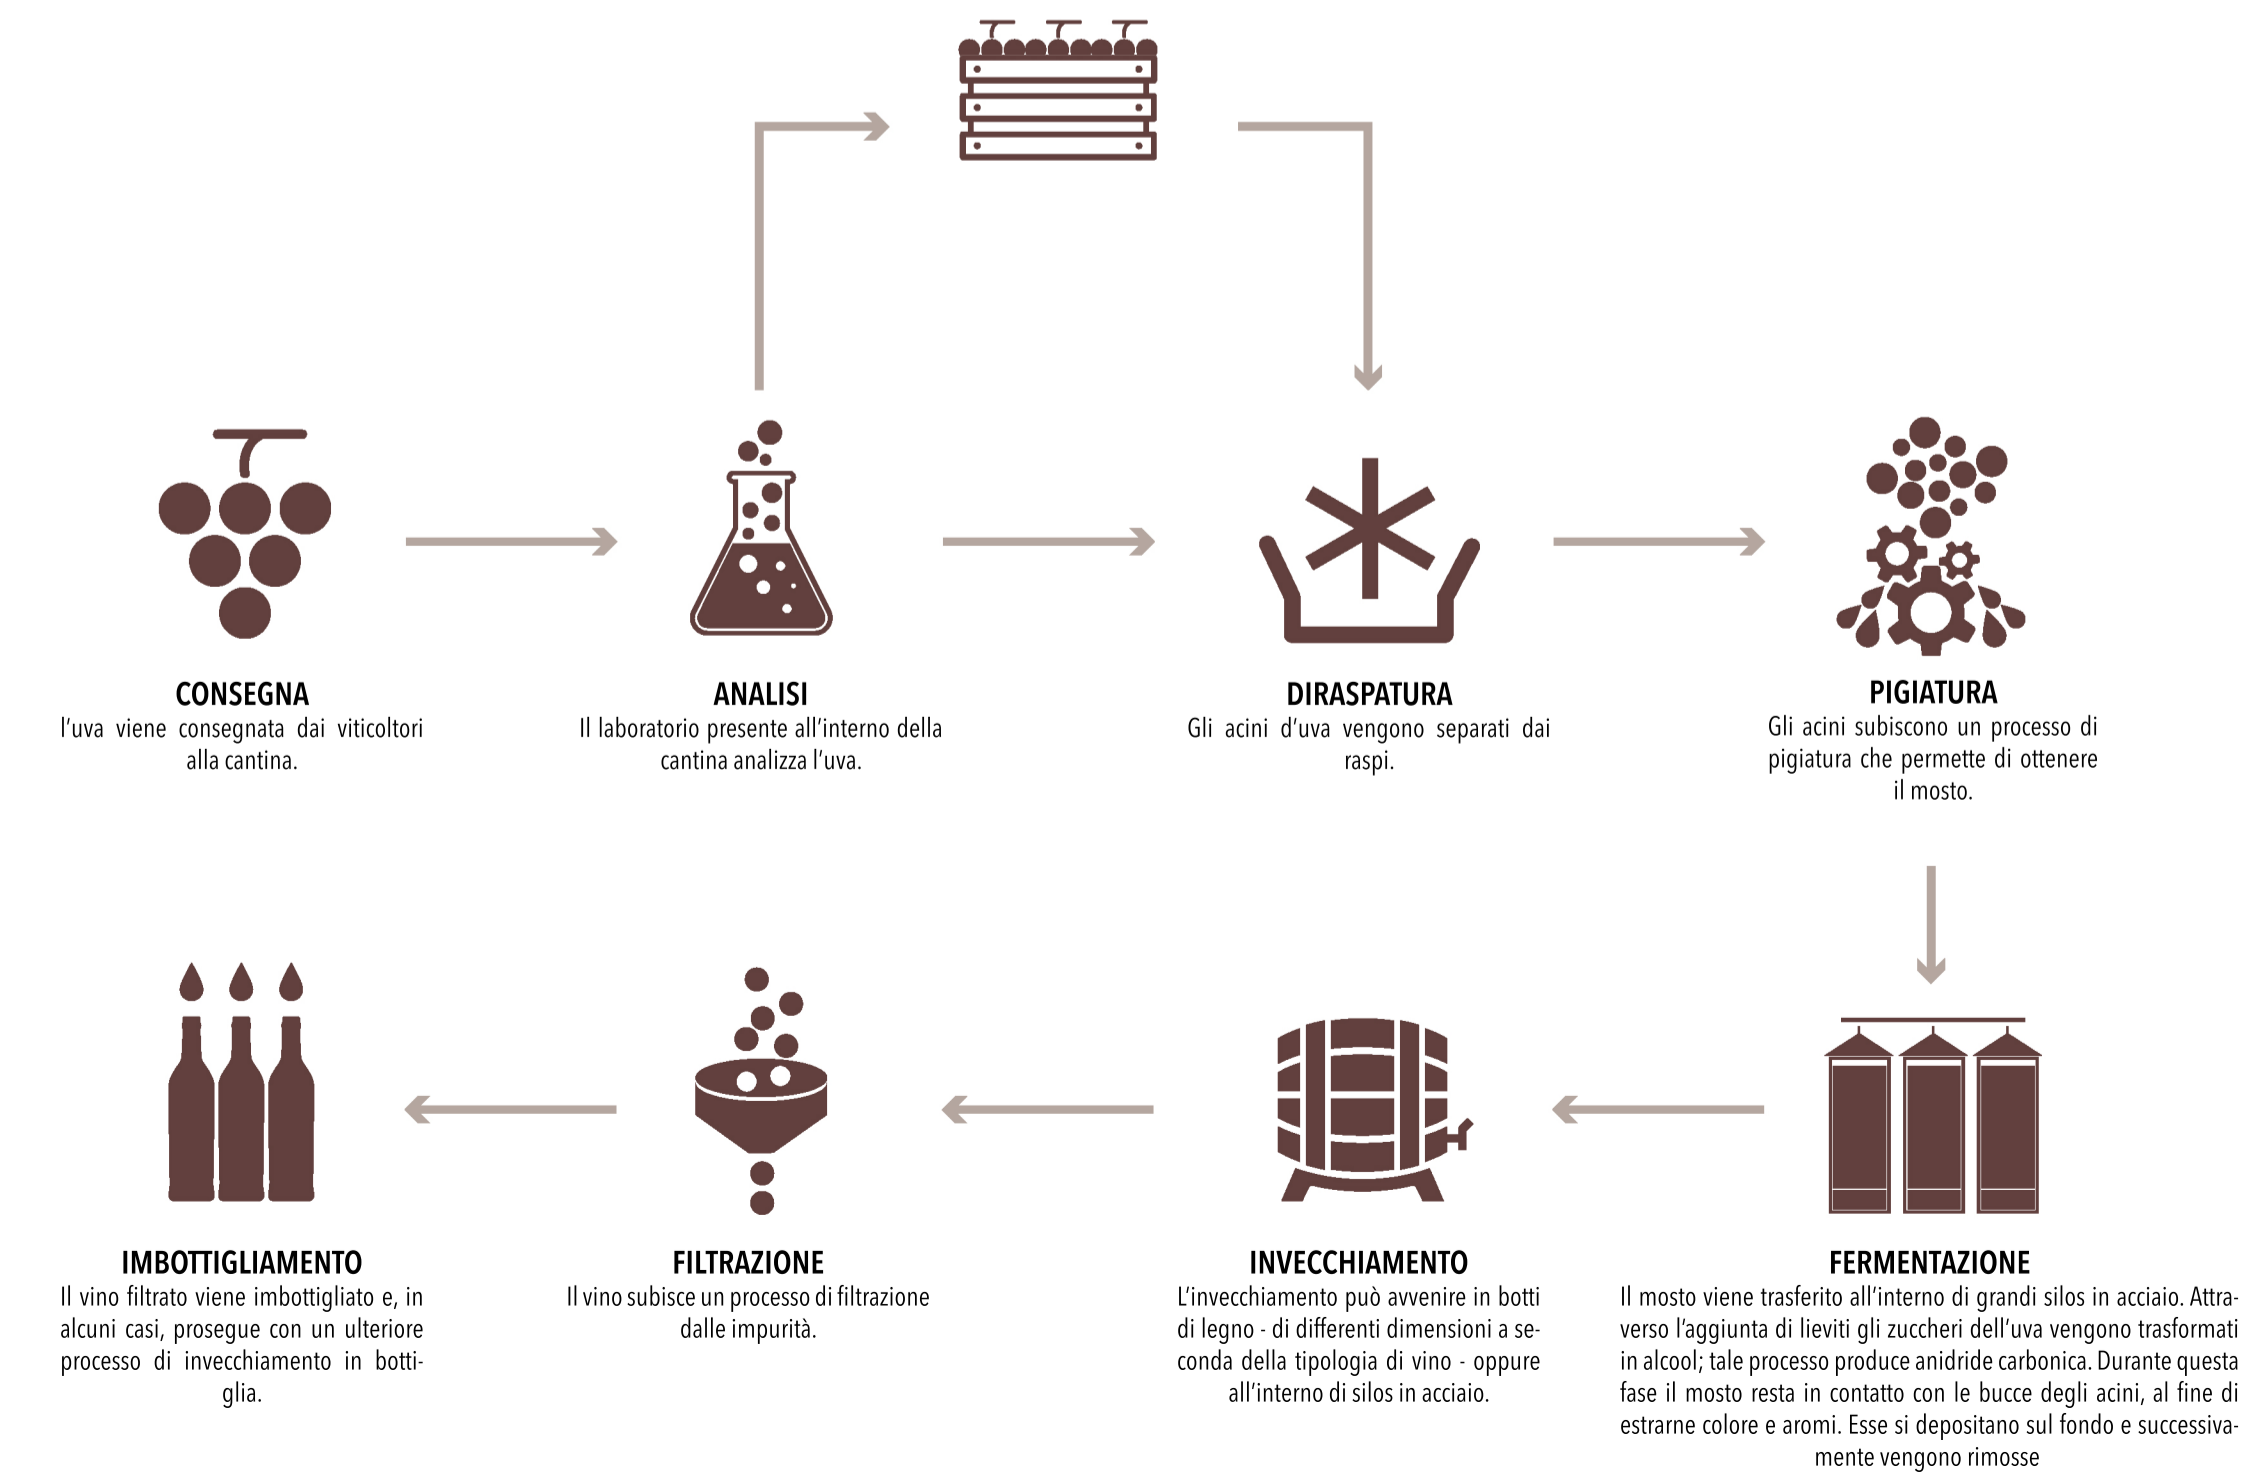 CONSEGNA
l'uva viene consegnata dai viticoltori
alla cantina.
ANALISI
Il laboratorio presente all'interno della
cantina analizza l'uva.
DIRASPATURA
Gli acini d'uva vengono separati dai
raspi.
PIGIATURA
Gli acini subiscono un processo di
pigiatura che permette di ottenere
il mosto.
IMBOTTIGLIAMENTO
Il vino filtrato viene imbottigliato e, in
alcuni casi, prosegue con un ulteriore
processo di invecchiamento in botti-
glia.
FILTRAZIONE
Il vino subisce un processo di filtrazione
dalle impurità.
INVECCHIAMENTO
L'invecchiamento può avvenire in botti
di legno - di differenti dimensioni a se-
conda della tipologia di vino - oppure
all'interno di silos in acciaio.
FERMENTAZIONE
Il mosto viene trasferito all'interno di grandi silos in acciaio. Attra-
verso l'aggiunta di lieviti gli zuccheri dell'uva vengono trasformati
in alcool; tale processo produce anidride carbonica. Durante questa
fase il mosto resta in contatto con le bucce degli acini, al fine di
estrarne colore e aromi. Esse si depositano sul fondo e successiva-
mente vengono rimosse